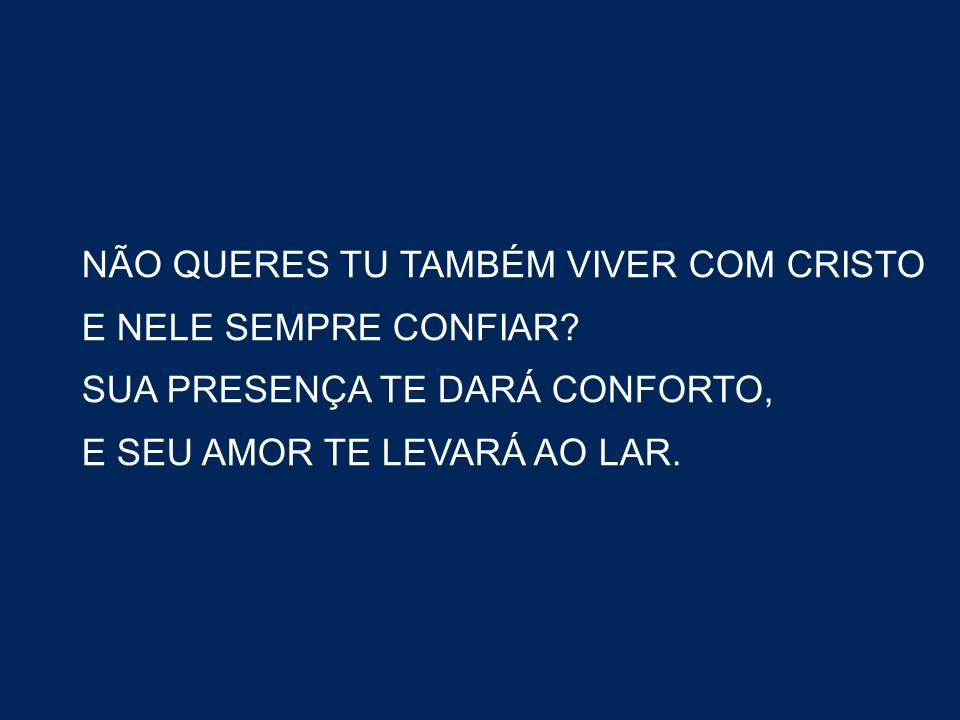 NÃO QUERES TU TAMBÉM VIVER COM CRISTO
E NELE SEMPRE CONFIAR?
SUA PRESENÇA TE DARÁ CONFORTO,
E SEU AMOR TE LEVARÁ AO LAR.